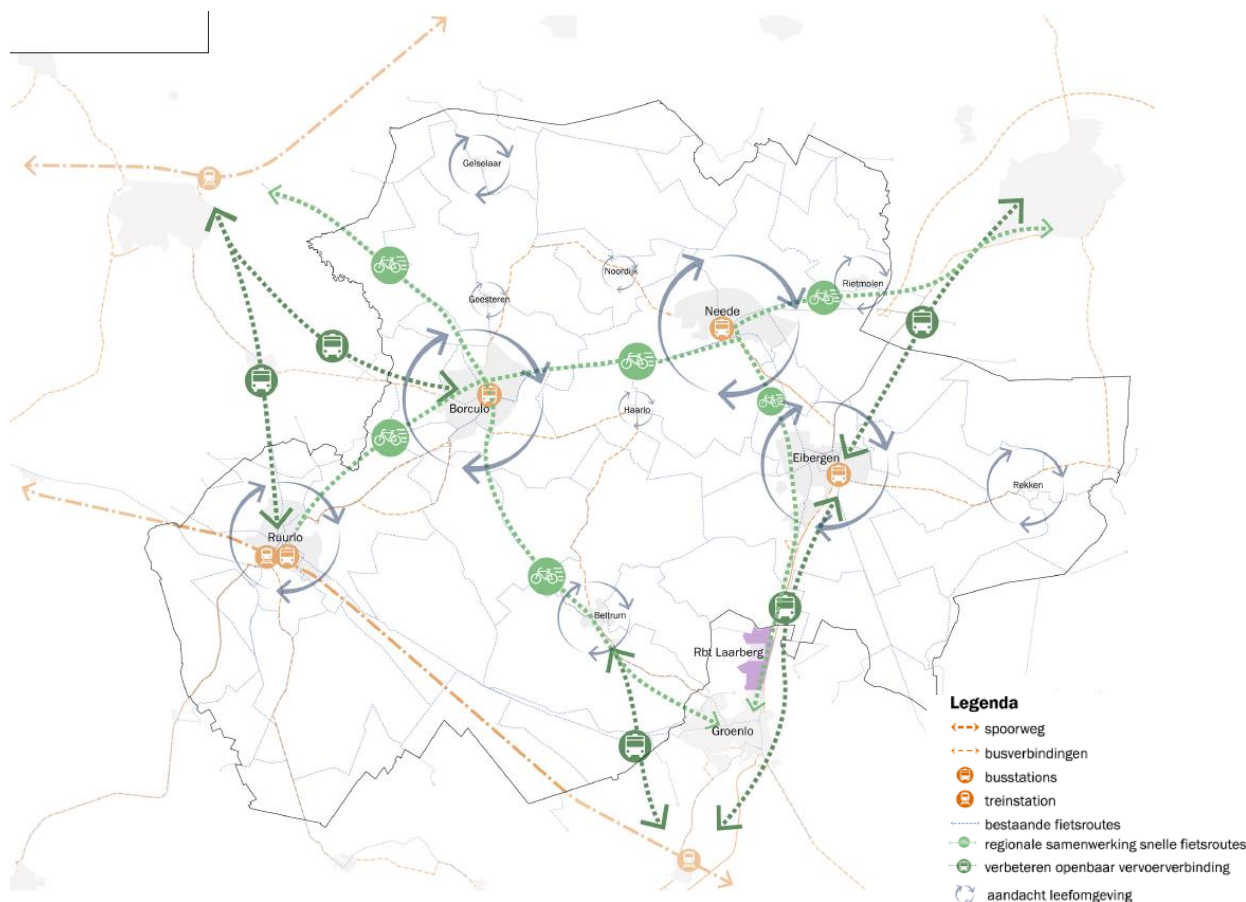 Gelselaar
Noordijk
Rietmolen
Geesteren
Neede
Borculo
Haarlo
Eibergen
Rekken
Ruurlo
Beltrum
Rbt Laarberg
Groenlo
Legenda
spoorweg
busverbindingen
busstations
treinstation
bestaande fietsroutes
regionale samenwerking snelle fietsroutes
verbeteren openbaar vervoerverbinding
aandacht leefomgeving